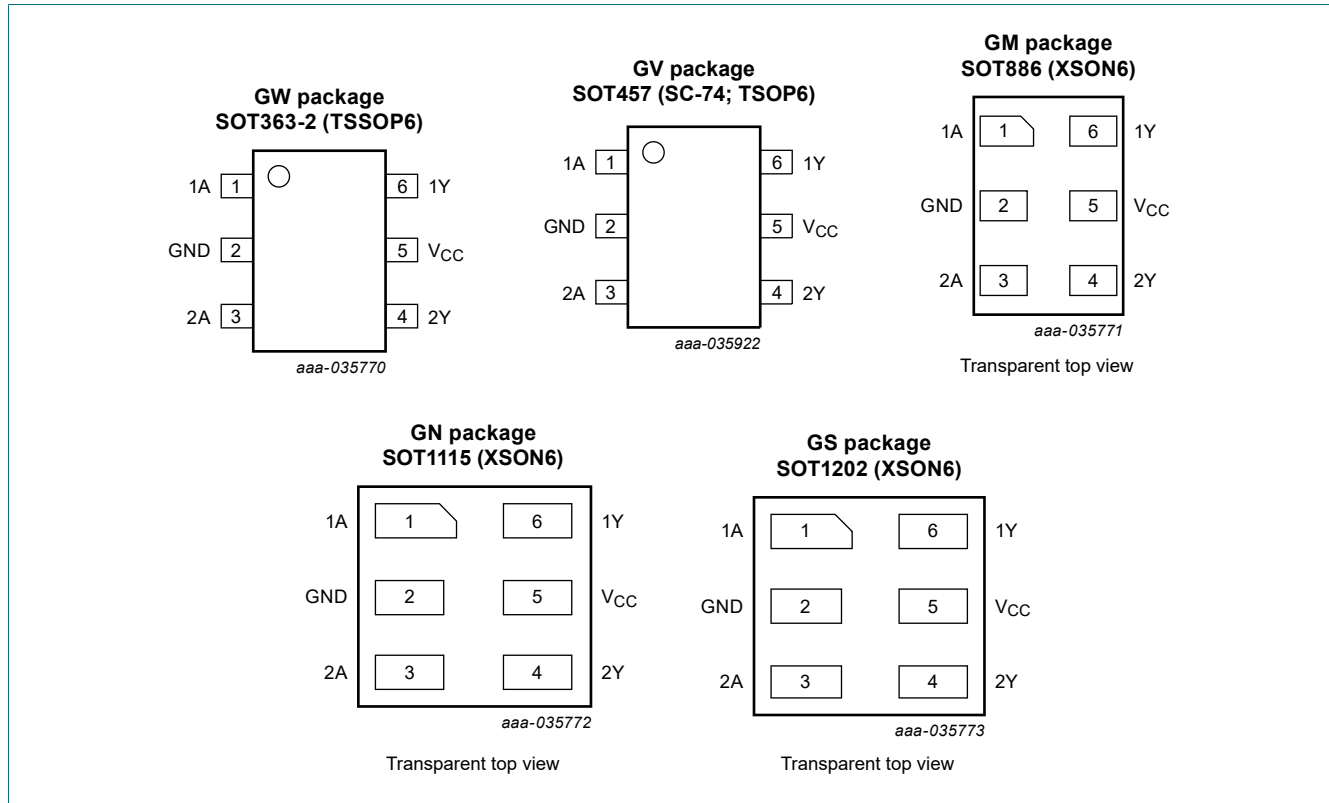 GW package
SOT363-2 (TSSOP6)
1A 1 6 1Y
GND 2 5 VCC
2A 3 4 2Y
aaa-035770
GV package
SOT457 (SC-74; TSOP6)
1A 1 6 1Y
GND 2 5 VCC
2A 3 4 2Y
aaa-035922
GM package
SOT886 (XSON6)
1A 1 6 1Y
GND 2 5 VCC
2A 3 4 2Y
aaa-035771
Transparent top view
GN package
SOT1115 (XSON6)
1A 1 6 1Y
GND 2 5 VCC
2A 3 4 2Y
aaa-035772
Transparent top view
GS package
SOT1202 (XSON6)
1A 1 6 1Y
GND 2 5 VCC
2A 3 4 2Y
aaa-035773
Transparent top view